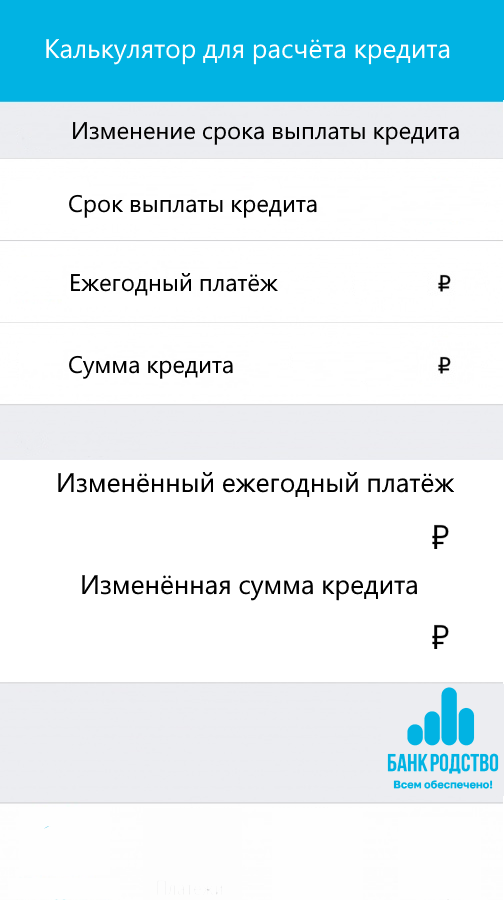 Калькулятор для расчёта кредита
Изменение срока выплаты кредита
Срок выплаты кредита
Ежегодный платёж ₽
Сумма кредита ₽
Изменённый ежегодный платёж
₽
Изменённая сумма кредита
₽
БАНК РОДСТВО
Всем обеспечено!